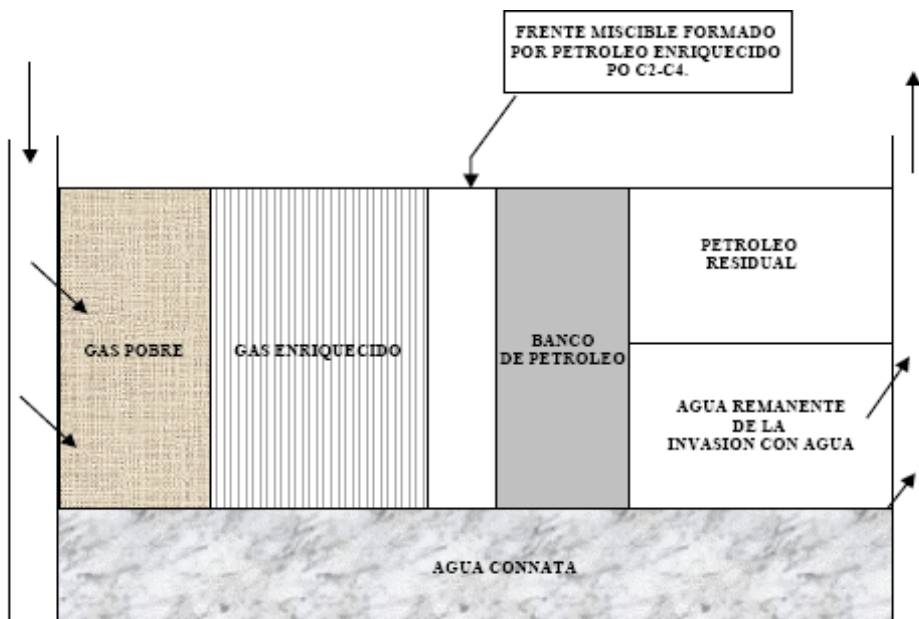 FRENTE MISCIBLE FORMADO
POR PETROLEO ENRIQUECIDO
PO C2-C4.
GAS POBRE
GAS ENRIQUECIDO
BANCO
DE PETROLEO
PETROLEO
RESIDUAL
AGUA REMANENTE
DE LA
INVASION CON AGUA
AGUA CONNATA